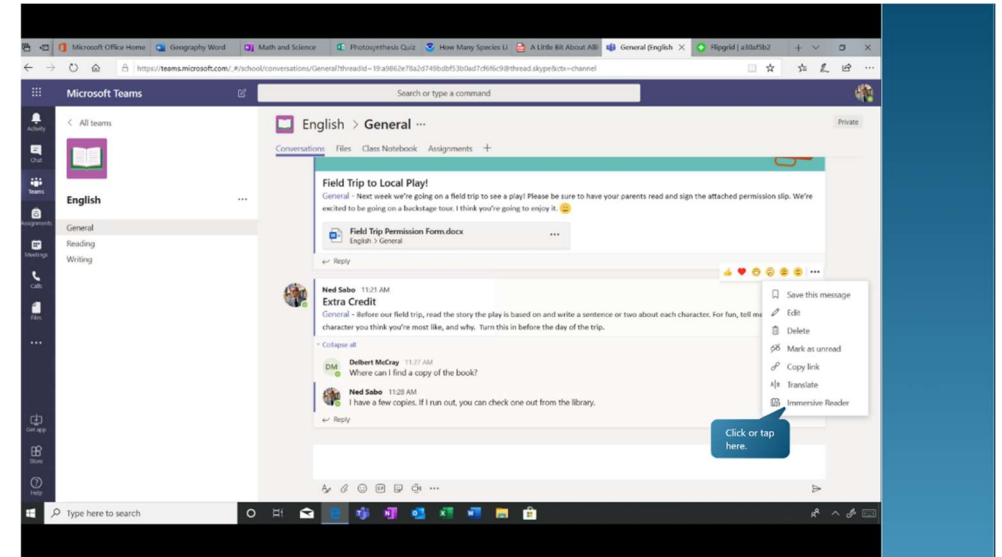 Microsoft Office Home
Geography Word
Math and Science
Photosynthesis Quiz
How Many Species Li
A Little Bit About Alli
General (English
Flipgrid | a30af5b2
https://teams.microsoft.com/_#/school/conversations/General?threadId=19:a9862e78a2d749bdbf53b0ad7cf6f6c9@thread.skype&ctx=channel
Microsoft Teams
Search or type a command
Activity
Chat
Teams
Assignments
Meetings
Calls
Files
Get app
Store
Help
All teams
English
General
Reading
Writing
English > General
Private
Conversations Files Class Notebook Assignments
Field Trip to Local Play!
General - Next week we're going on a field trip to see a play! Please be sure to have your parents read and sign the attached permission slip. We're
excited to be going on a backstage tour. I think you're going to enjoy it.
Field Trip Permission Form.docx
English > General
Reply
Ned Sabo 11:21 AM
Extra Credit
General - Before our field trip, read the story the play is based on and write a sentence or two about each character. For fun, tell me
character you think you're most like, and why. Turn this in before the day of the trip.
Collapse all
DM
Delbert McCray 11:27 AM
Where can I find a copy of the book?
Ned Sabo 11:28 AM
I have a few copies. If I run out, you can check one out from the library.
Reply
Save this message
Edit
Delete
Mark as unread
Copy link
Translate
Immersive Reader
Click or tap
here.
Type here to search